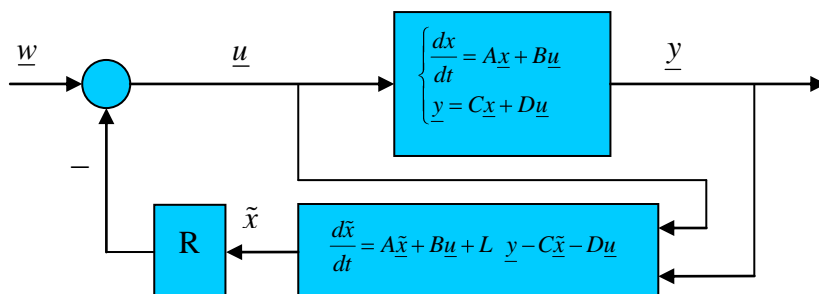 w
u
dx/dt = Ax + Bu
y = Cx + Du
y
−
R
x̃
dx̃/dt = Ax̃ + Bu + L y − Cx̃ − Du